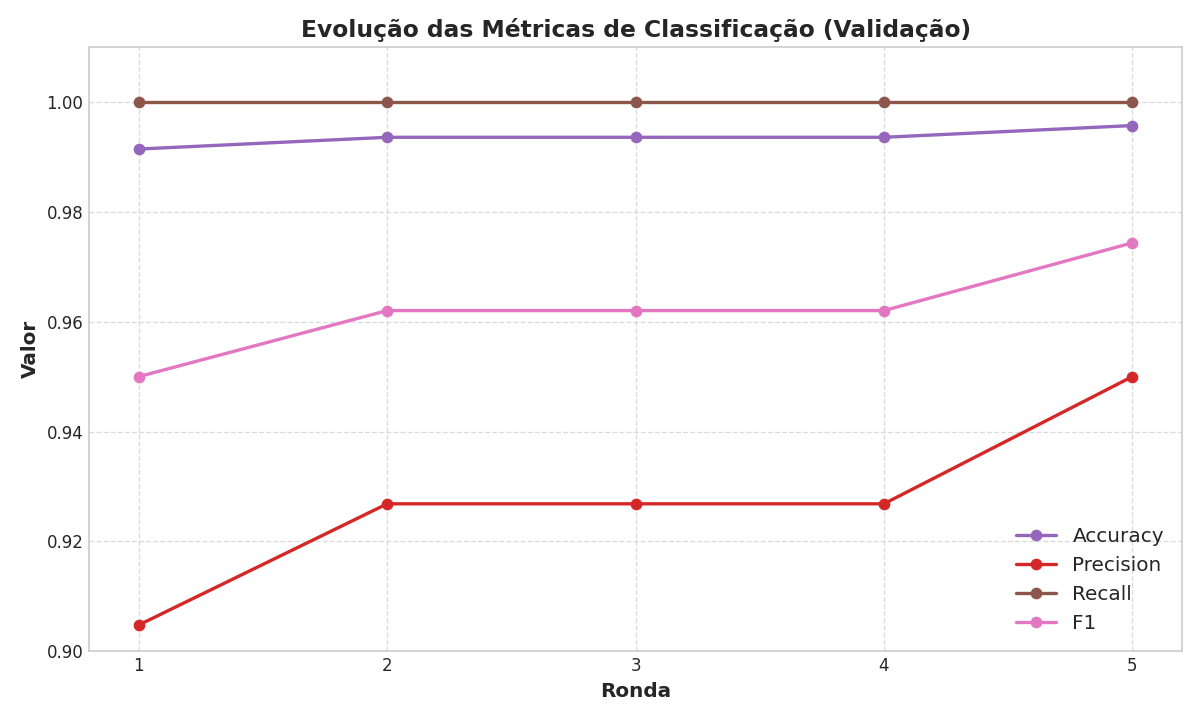 Evolução das Métricas de Classificação (Validação)
Valor
1.00
0.98
0.96
0.94
0.92
0.90
1 2 3 4 5
Ronda
Accuracy
Precision
Recall
F1